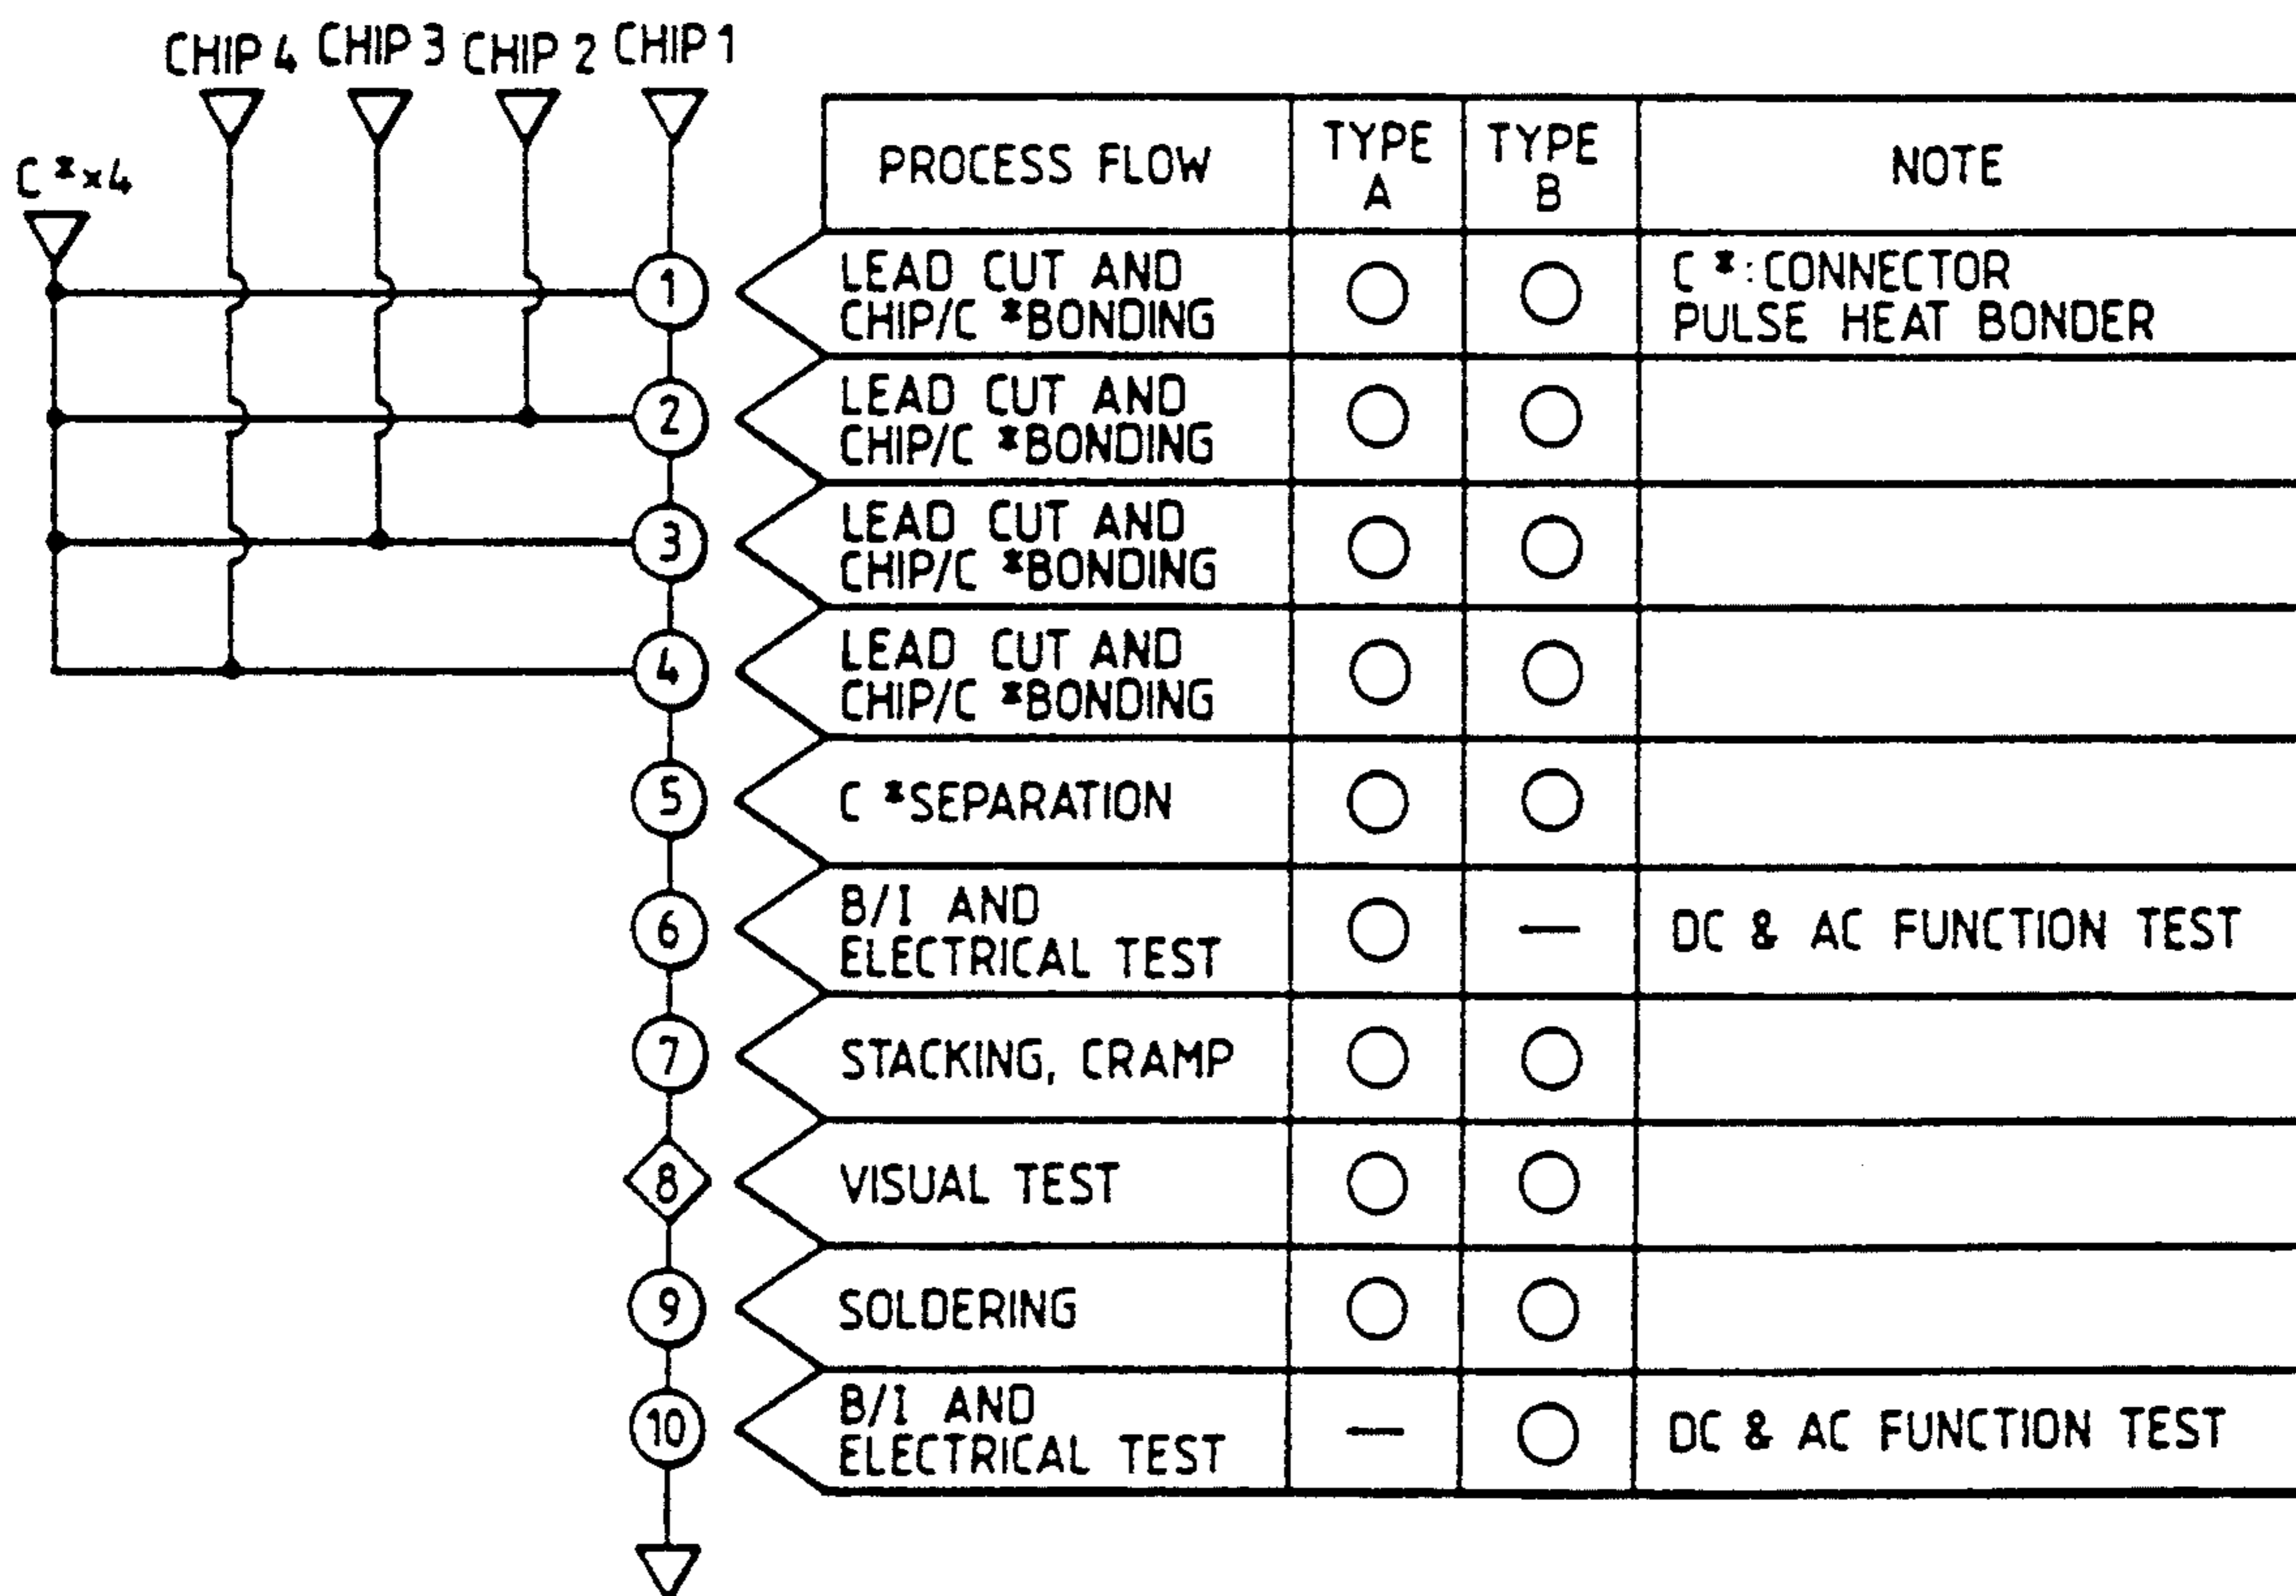 CHIP 4 CHIP 3 CHIP 2 CHIP 1
C *×4
PROCESS FLOW
TYPE
A
TYPE
B
NOTE
1
LEAD CUT AND
CHIP/C *BONDING
C *:CONNECTOR
PULSE HEAT BONDER
2
LEAD CUT AND
CHIP/C *BONDING
3
LEAD CUT AND
CHIP/C *BONDING
4
LEAD CUT AND
CHIP/C *BONDING
5
C *SEPARATION
6
B/I AND
ELECTRICAL TEST
—
DC & AC FUNCTION TEST
7
STACKING, CRAMP
8
VISUAL TEST
9
SOLDERING
10
B/I AND
ELECTRICAL TEST
—
DC & AC FUNCTION TEST